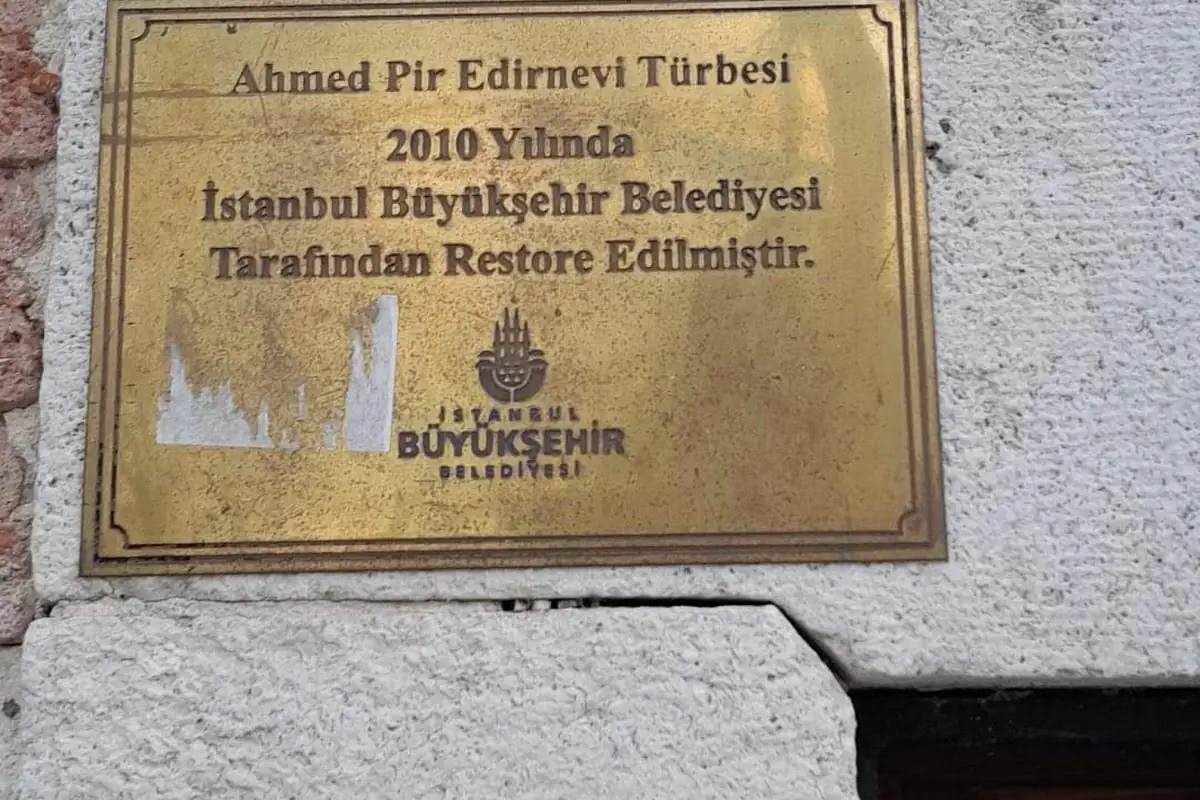 Ahmed Pir Edirnevi Türbesi
2010 Yılında
İstanbul Büyükşehir Belediyesi
Tarafından Restore Edilmiştir.
İSTANBUL
BÜYÜKŞEHİR
BELEDİYESİ